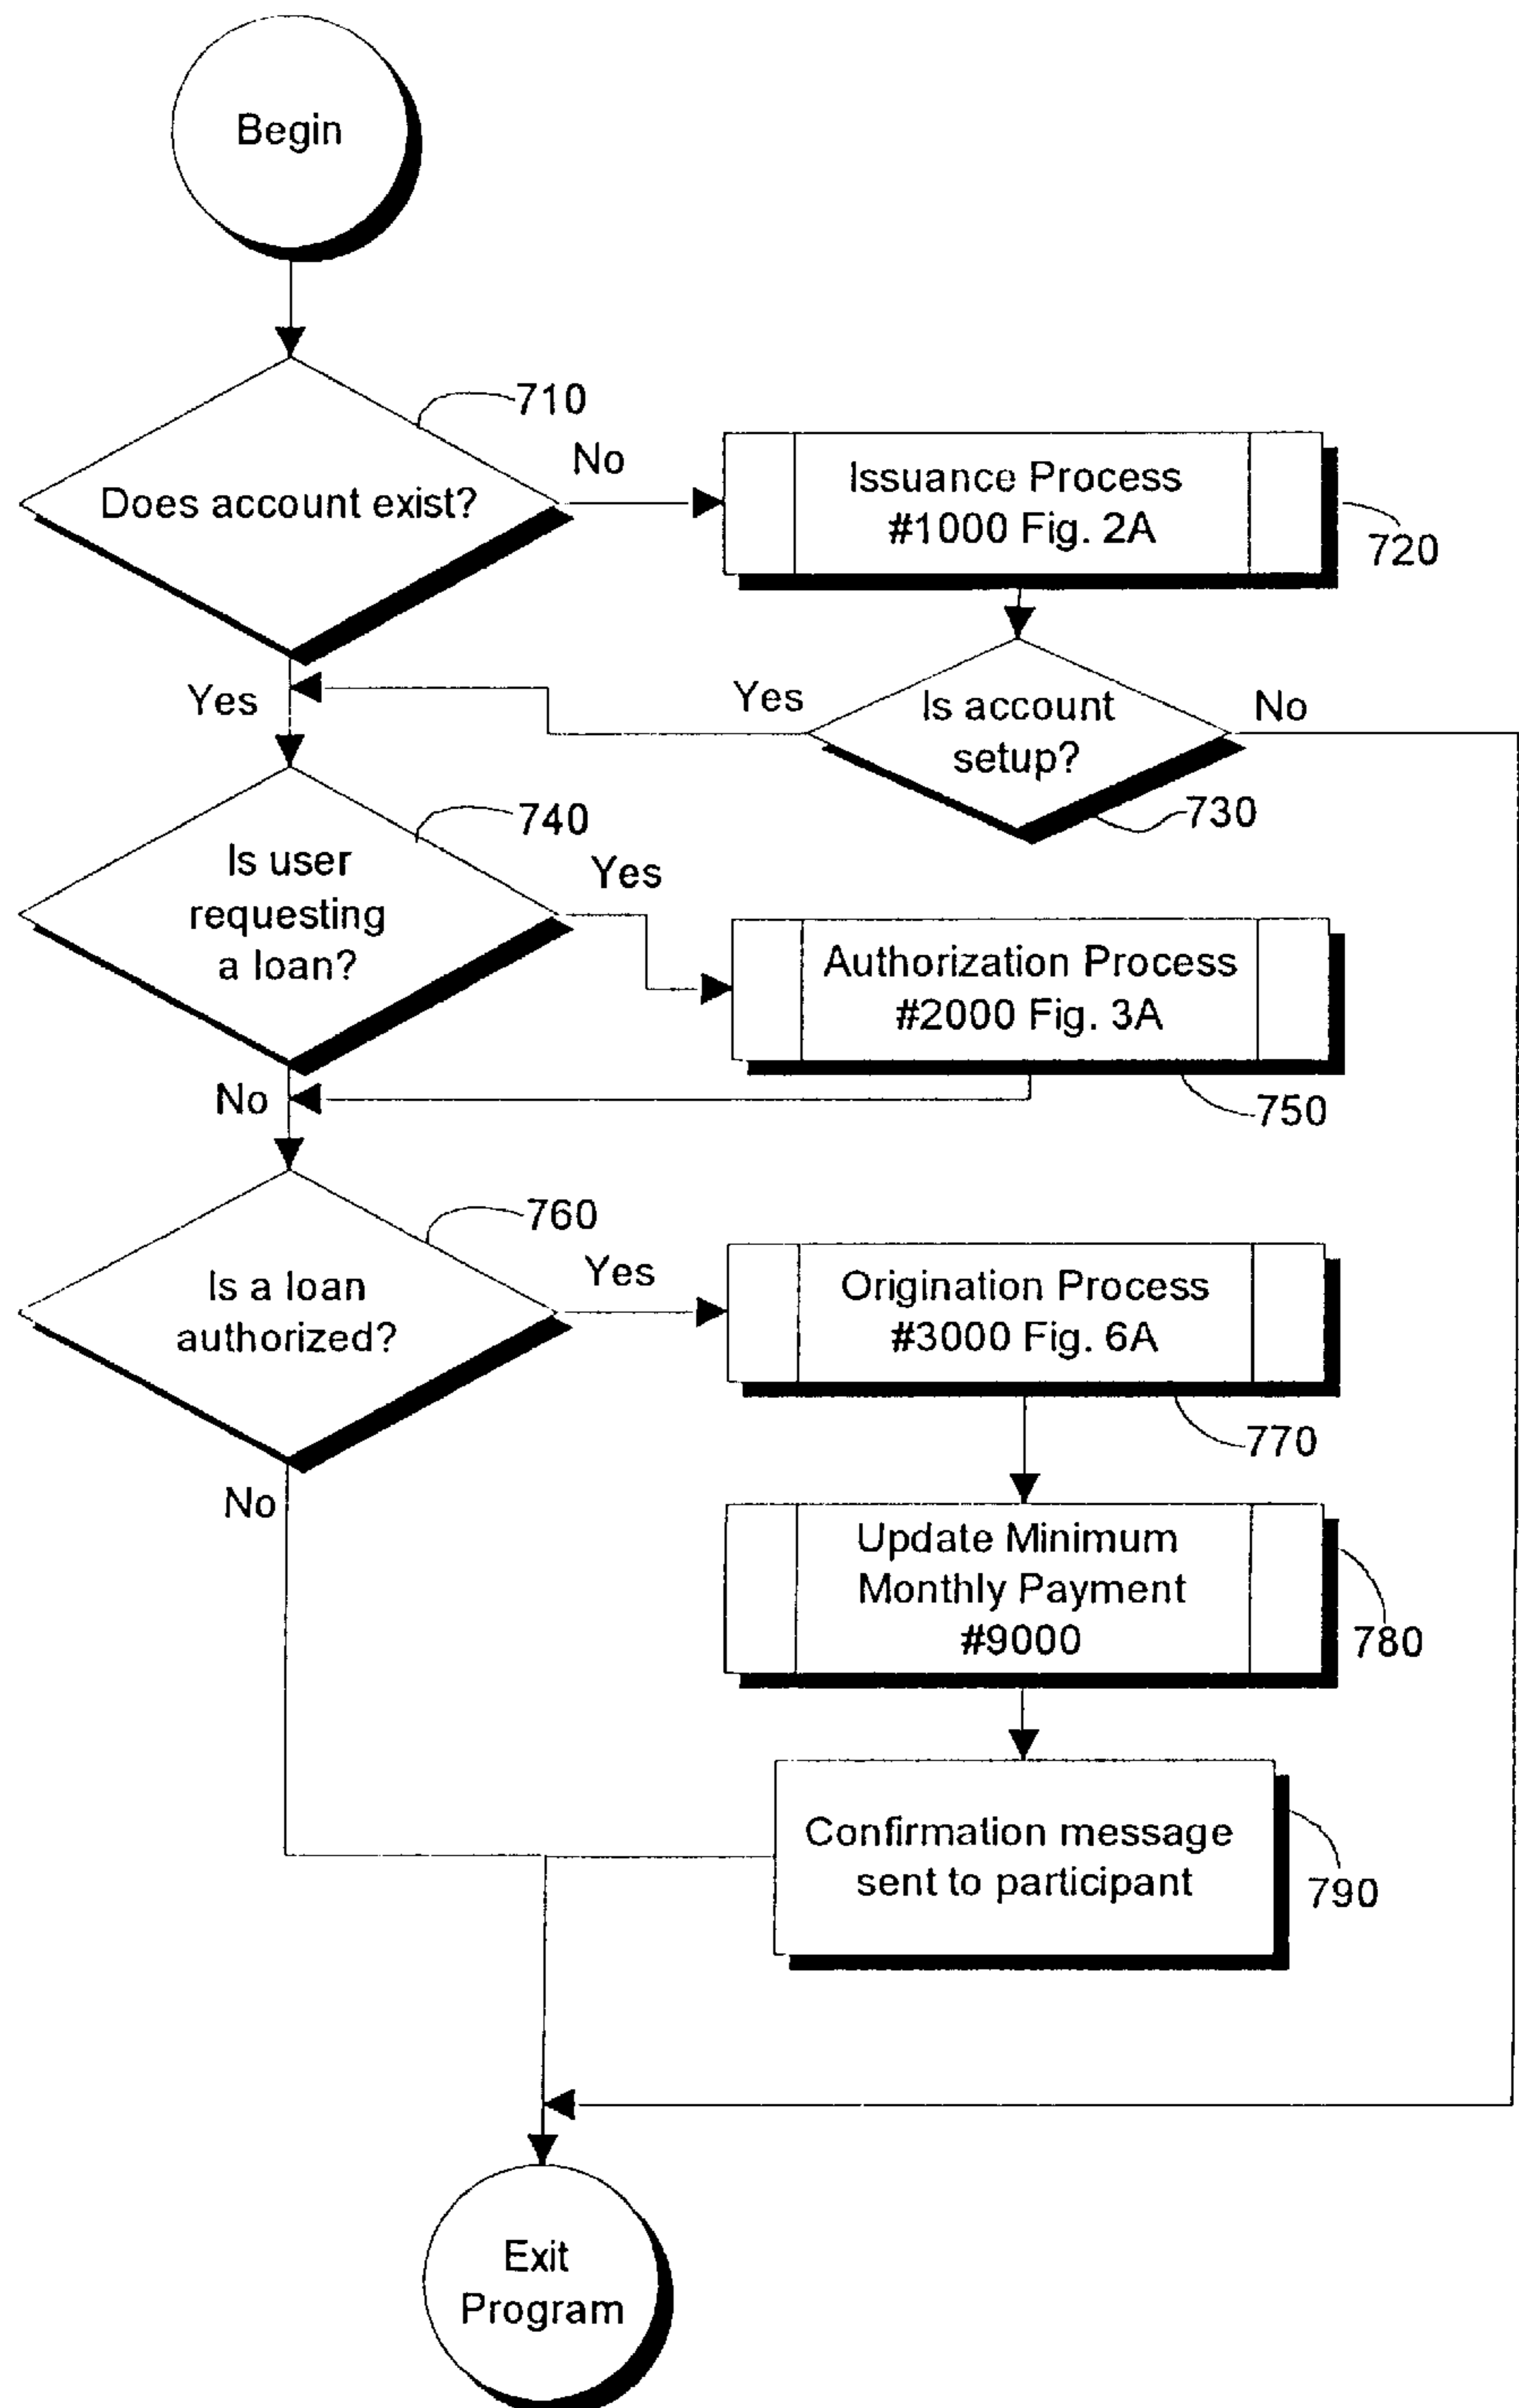 Begin
710
Does account exist?
No
Issuance Process
#1000 Fig. 2A
720
Yes
Yes
Is account
setup?
No
730
740
Is user
requesting
a loan?
Yes
Authorization Process
#2000 Fig. 3A
No
750
760
Is a loan
authorized?
Yes
Origination Process
#3000 Fig. 6A
770
No
Update Minimum
Monthly Payment
#9000
780
Confirmation message
sent to participant
790
Exit
Program